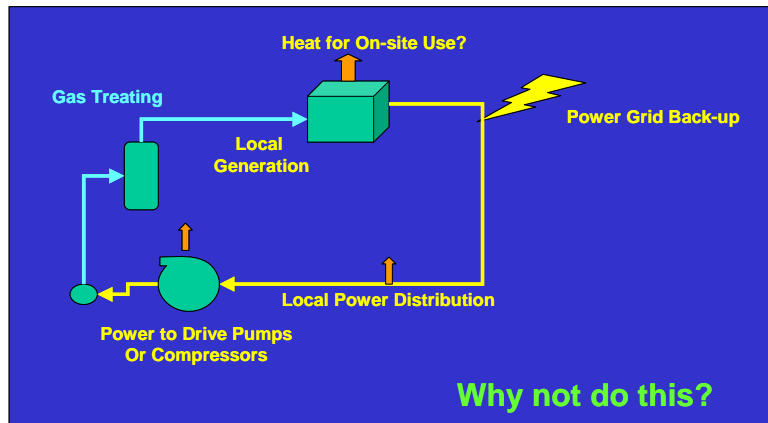 Heat for On-site Use?
Gas Treating
Power Grid Back-up
Local
Generation
Local Power Distribution
Power to Drive Pumps
Or Compressors
Why not do this?